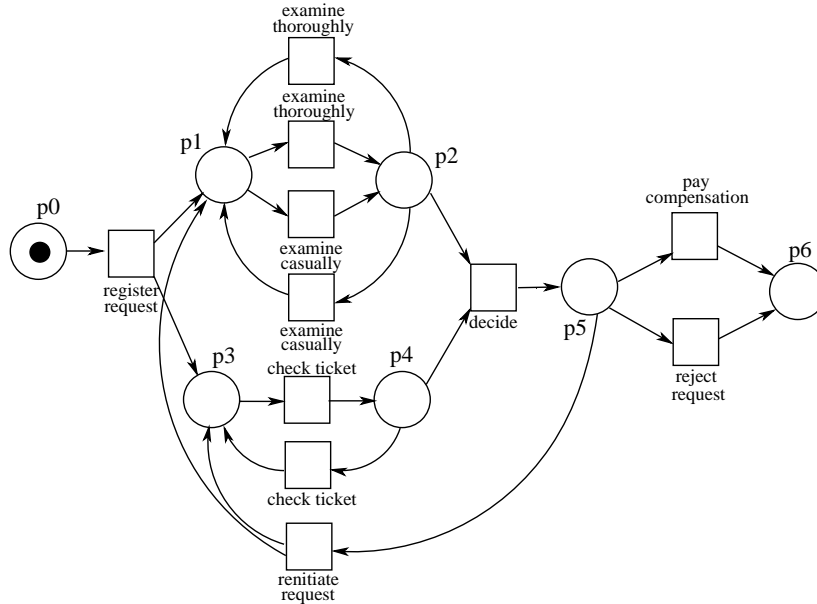 examine
thoroughly
examine
thoroughly
p1
p2
p0
register
request
examine
casually
examine
casually
pay
compensation
p6
decide
p5
reject
request
p3
p4
check ticket
check ticket
renitiate
request